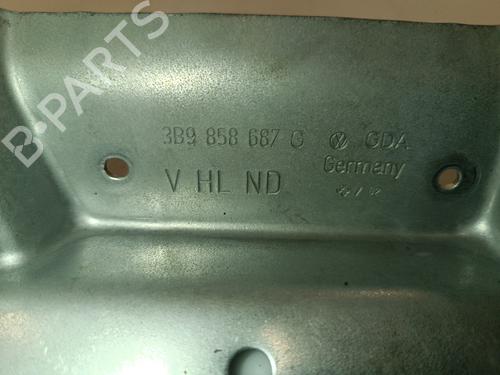 B-PARTS
3B9 858 687 G GDA
Germany
V HL ND